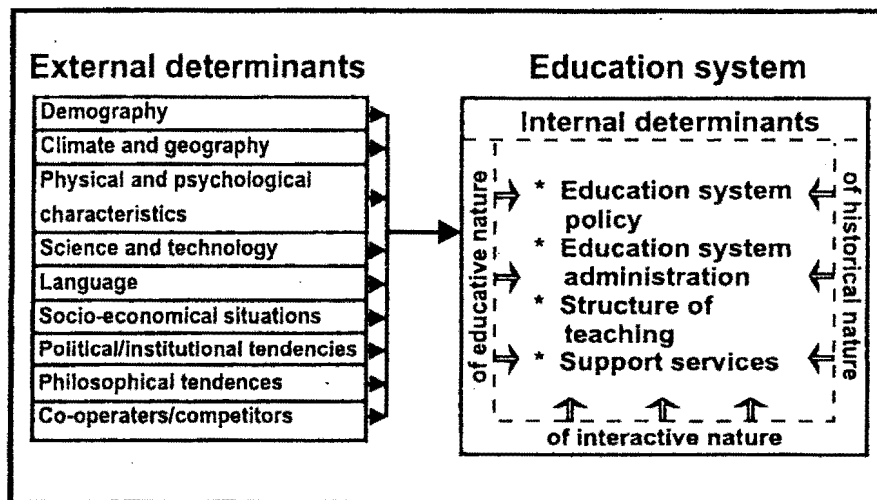 External determinants
Demography
Climate and geography
Physical and psychological
characteristics
Science and technology
Language
Socio-economical situations
Political/institutional tendencies
Philosophical tendences
Co-operaters/competitors
Education system
Internal determinants
of educative nature
* Education system
policy
* Education system
administration
* Structure of
teaching
* Support services
of historical nature
of interactive nature